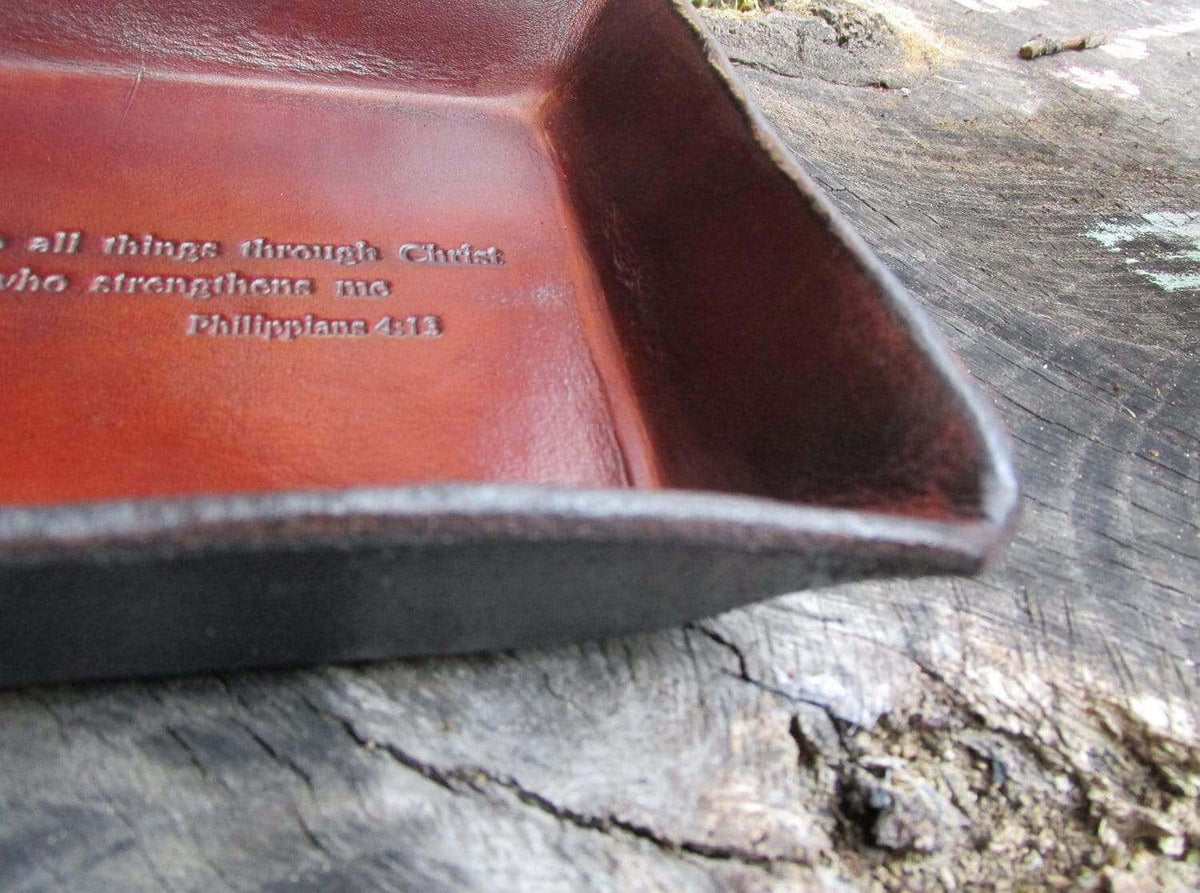 all things through Christ
who strengthens me
Philippians 4:13